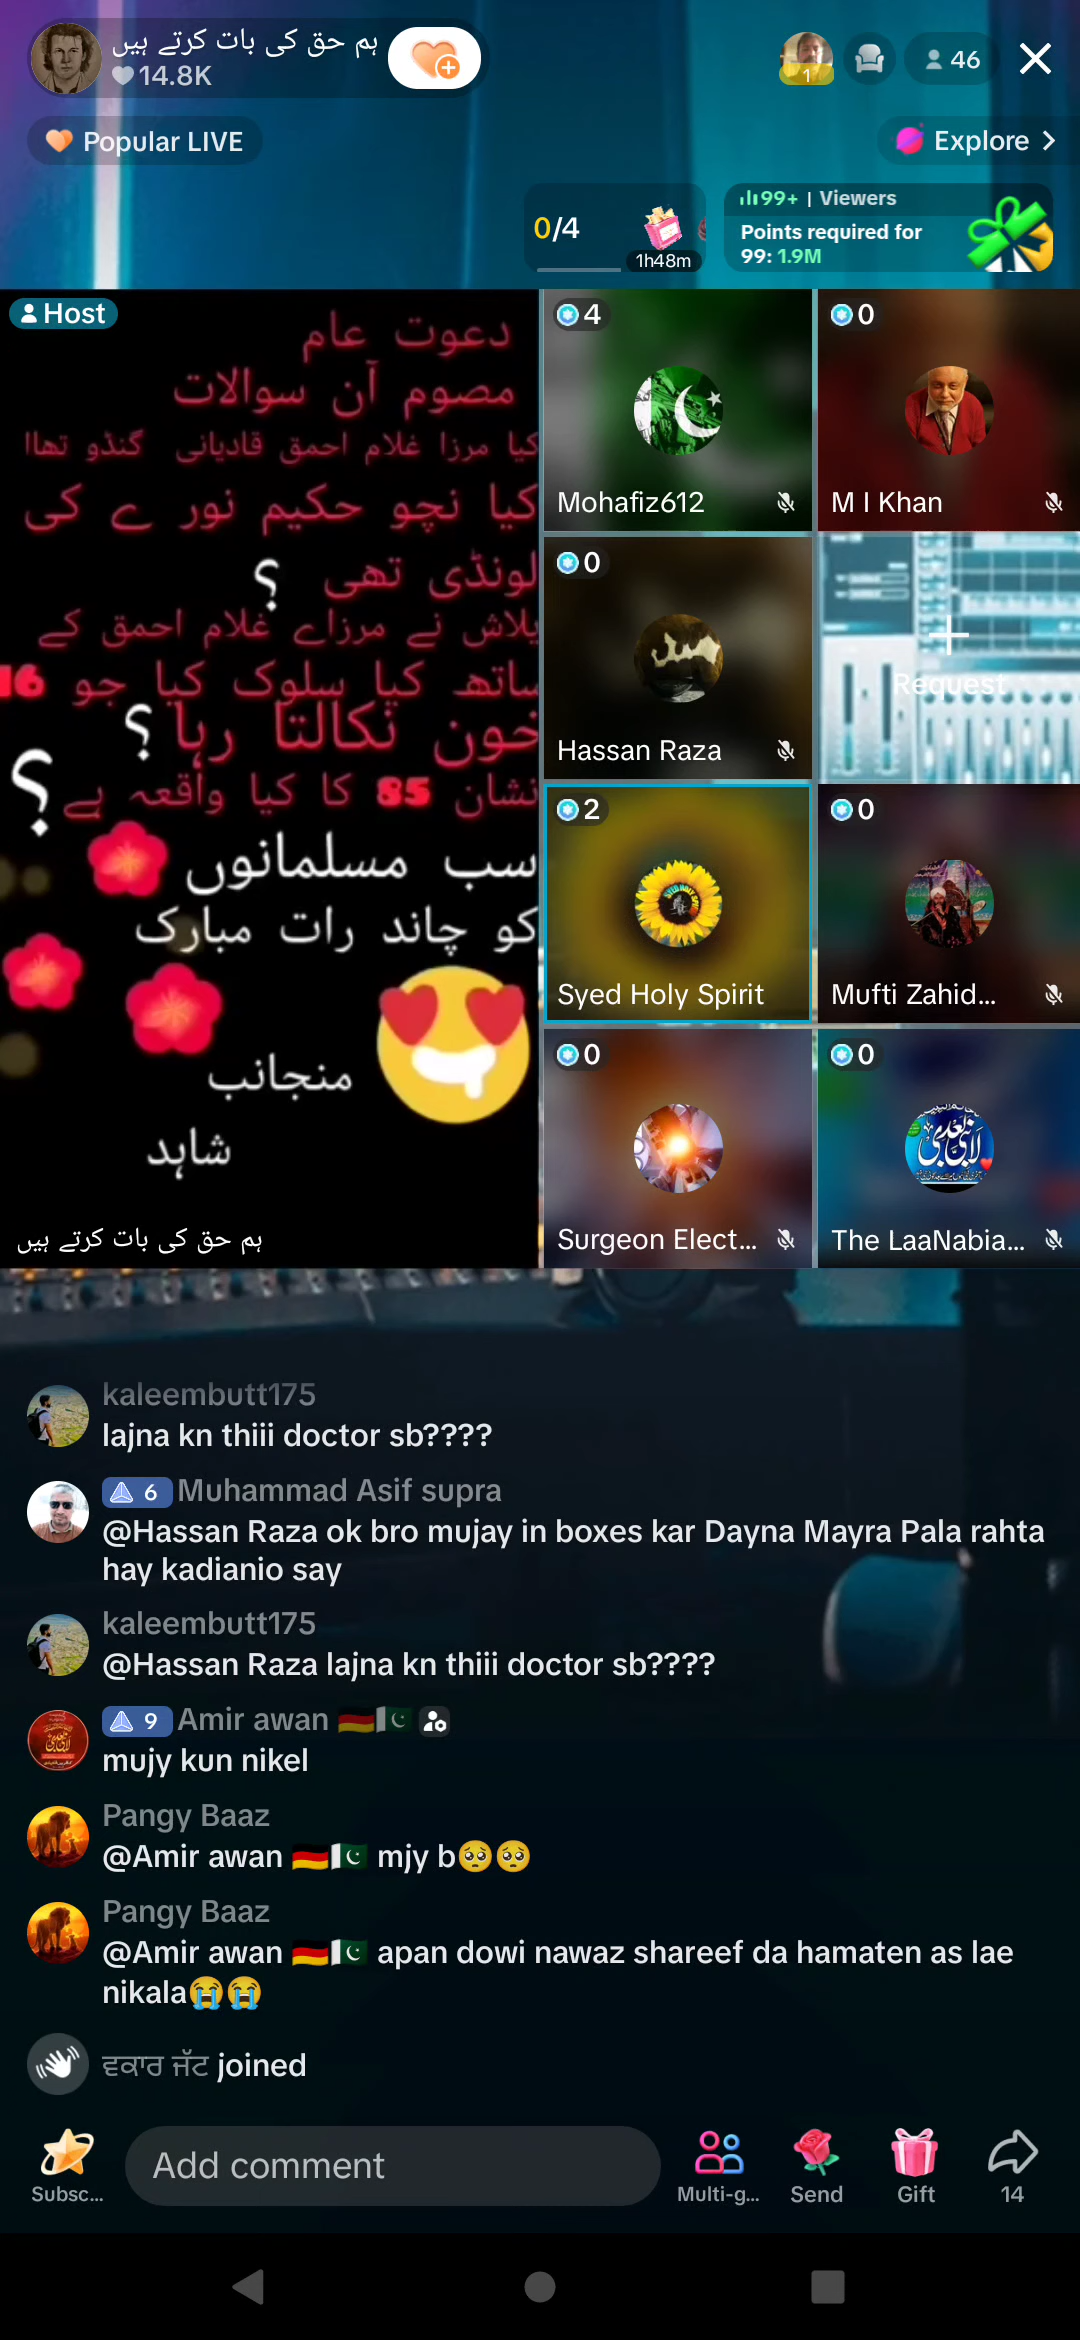 ہم حق کی بات کرتے ہیں
14.8K
1
46
Popular LIVE
Explore
0/4
1h48m
99+ | Viewers
Points required for
99: 1.9M
Host
دعوت عام
مصوم آن سوالات
کیا مرزا غلام احمق قادیانی گنڈو تھاا
کیا نچو حکیم نور ے کی
لونڈی تھی ؟
یلاش نے مرزاے غلام احمق کے
ساتھ کیا سلوک کیا جو 16
خون نکالتا رہا ؟
نشان 85 کا کیا واقعہ ہے ؟
سب مسلمانوں
کو چاند رات مبارک
منجانب
شاہد
ہم حق کی بات کرتے ہیں
4
Mohafiz612
0
M I Khan
0
Hassan Raza
Request
2
Syed Holy Spirit
0
Mufti Zahid...
0
Surgeon Elect...
0
The LaaNabia...
kaleembutt175
lajna kn thiii doctor sb????
6 Muhammad Asif supra
@Hassan Raza ok bro mujay in boxes kar Dayna Mayra Pala rahta
hay kadianio say
kaleembutt175
@Hassan Raza lajna kn thiii doctor sb????
9 Amir awan 🇩🇪🇵🇰
mujy kun nikel
Pangy Baaz
@Amir awan 🇩🇪🇵🇰 mjy b🥺🥺
Pangy Baaz
@Amir awan 🇩🇪🇵🇰 apan dowi nawaz shareef da hamaten as lae
nikala😭😭
ਵਕਾਰ ਜੱਟ joined
Add comment
Subsc...
Multi-g...
Send
Gift
14